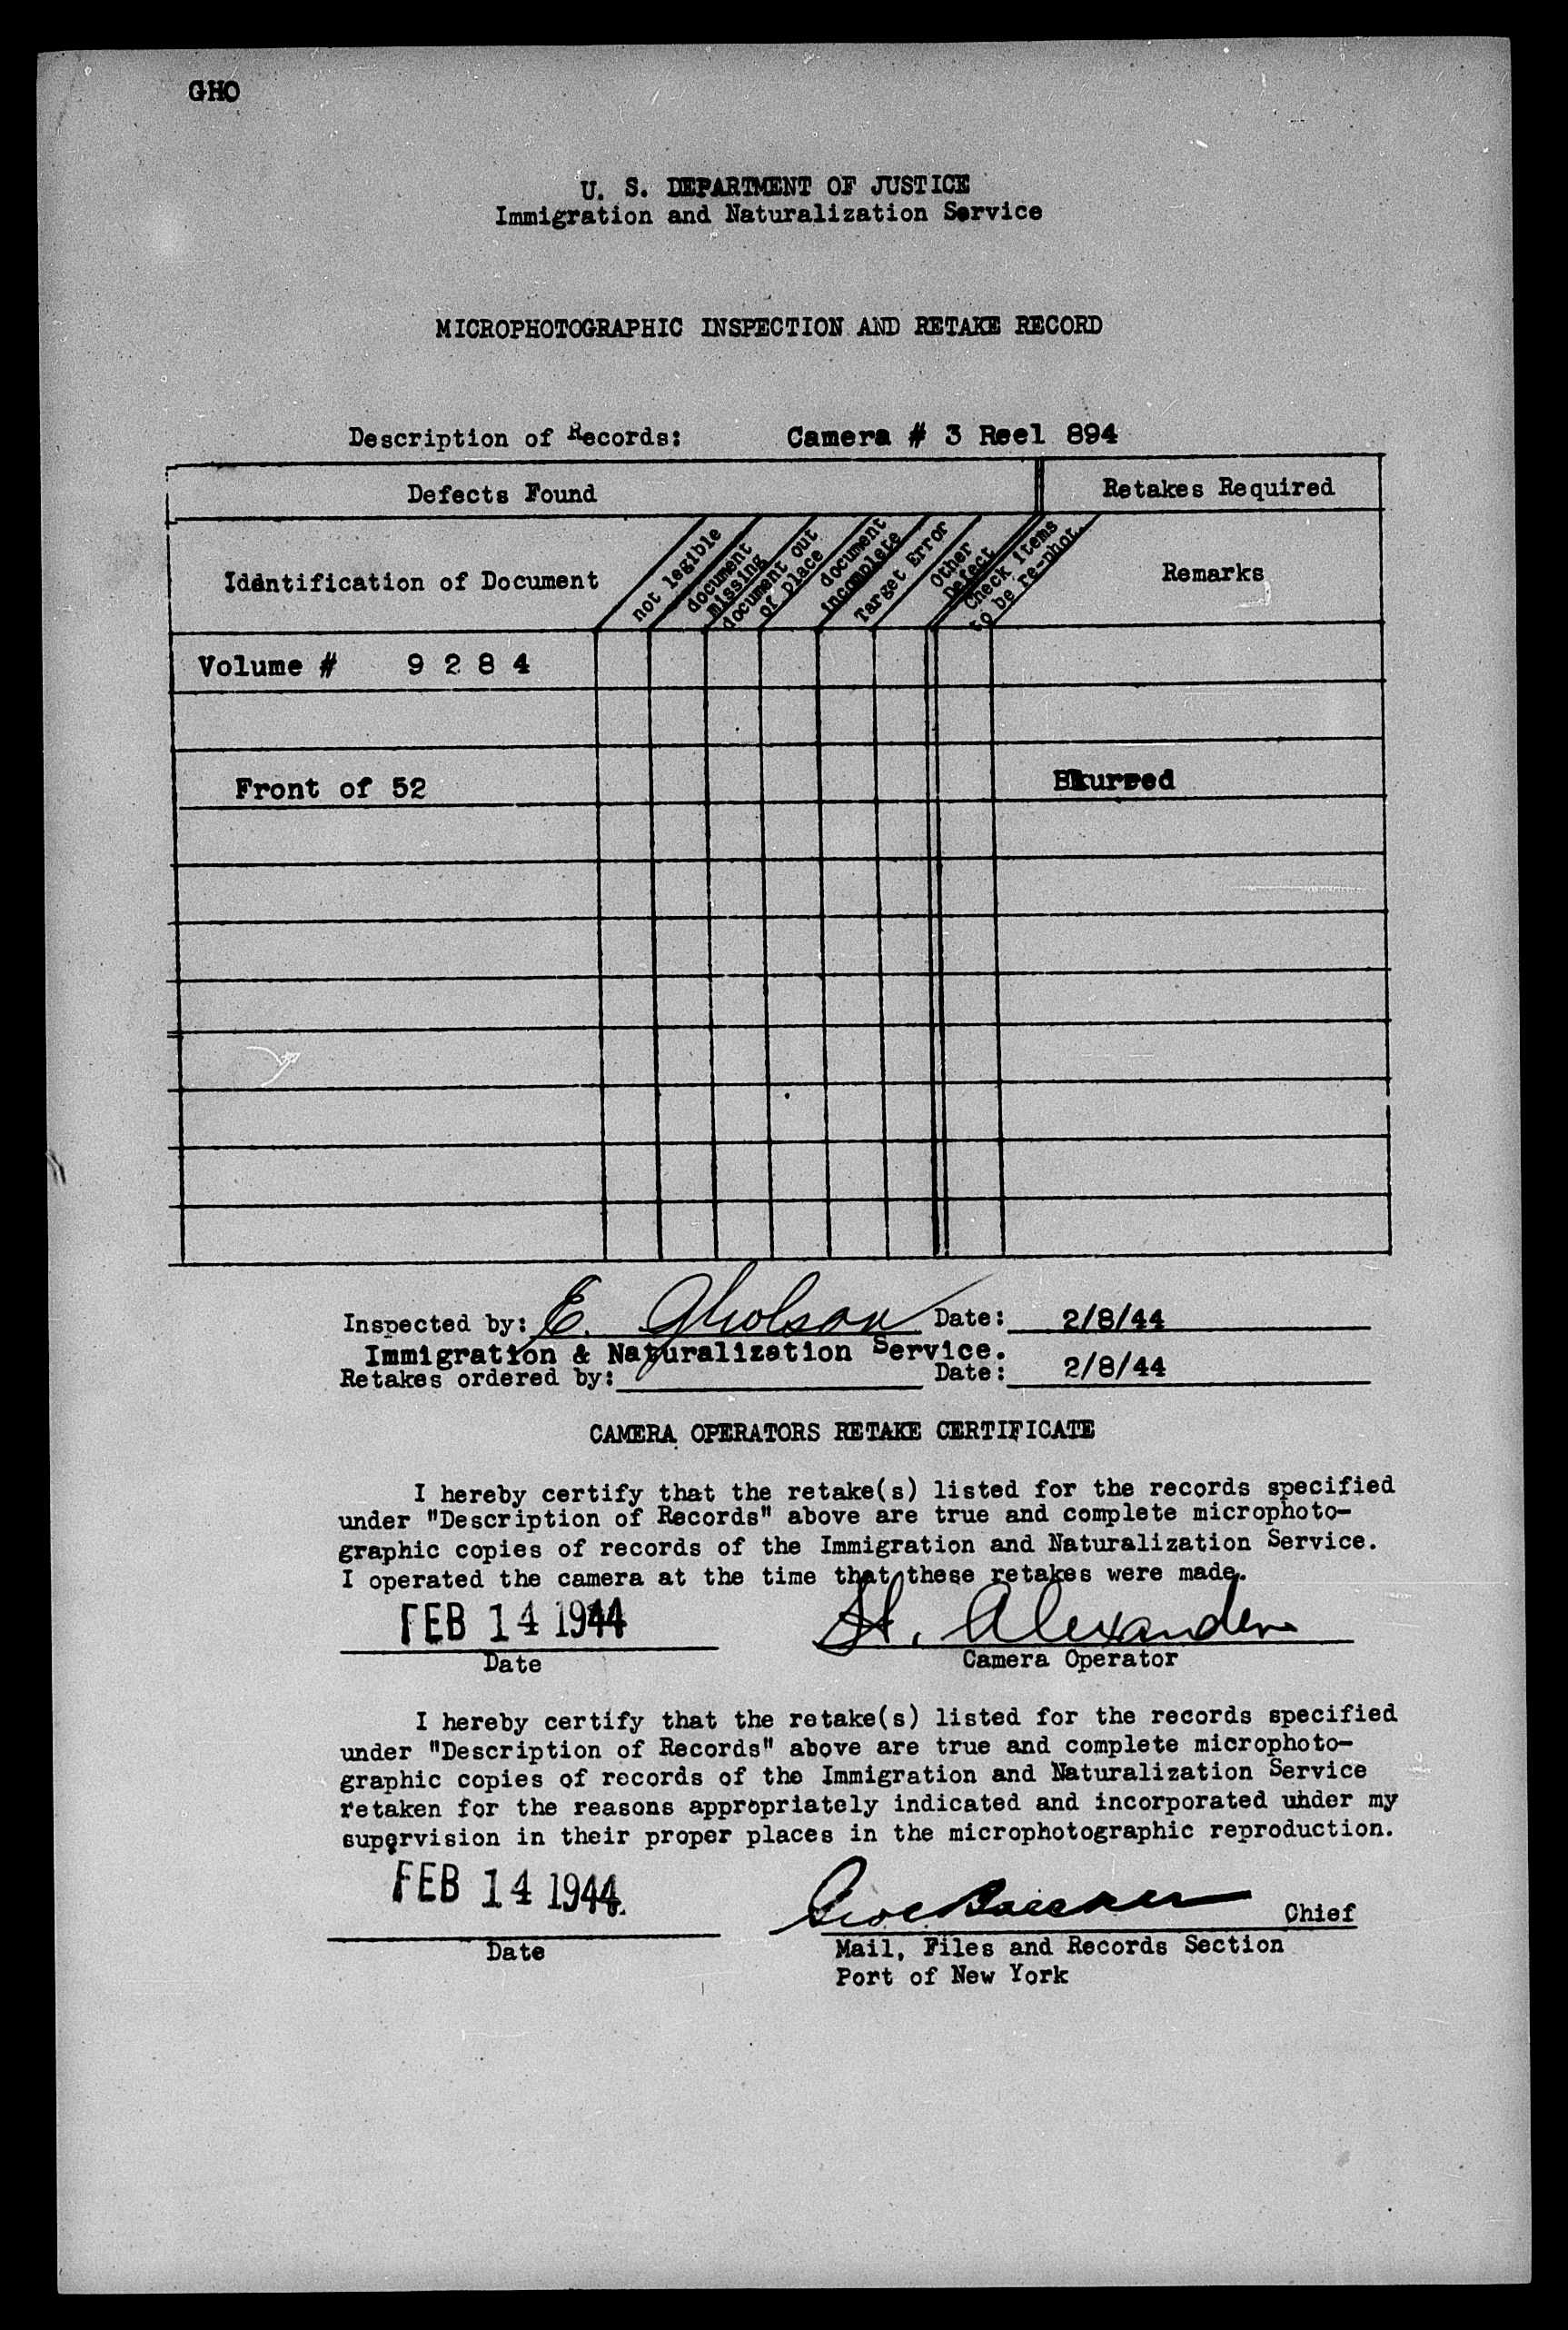 GHO
U. S. DEPARTMENT OF JUSTICE
Immigration and Naturalization Service
MICROPHOTOGRAPHIC INSPECTION AND RETAKE RECORD
Description of Records: Camera # 3 Reel 894
Defects Found Retakes Required
Identification of Document
not legible
document missing
document out of place
document incomplete
Target Error
Other Defect
Check items to be re-phot.
Remarks
Volume # 9 2 8 4
Front of 52 Blurred
Inspected by: E. Gholson Date: 2/8/44
Immigration & Naturalization Service.
Retakes ordered by: Date: 2/8/44
CAMERA OPERATORS RETAKE CERTIFICATE
I hereby certify that the retake(s) listed for the records specified
under "Description of Records" above are true and complete microphoto-
graphic copies of records of the Immigration and Naturalization Service.
I operated the camera at the time that these retakes were made.
FEB 14 1944 H. Alexander
Date Camera Operator
I hereby certify that the retake(s) listed for the records specified
under "Description of Records" above are true and complete microphoto-
graphic copies of records of the Immigration and Naturalization Service
retaken for the reasons appropriately indicated and incorporated under my
supervision in their proper places in the microphotographic reproduction.
FEB 14 1944 Chief
Date Mail, Files and Records Section
Port of New York